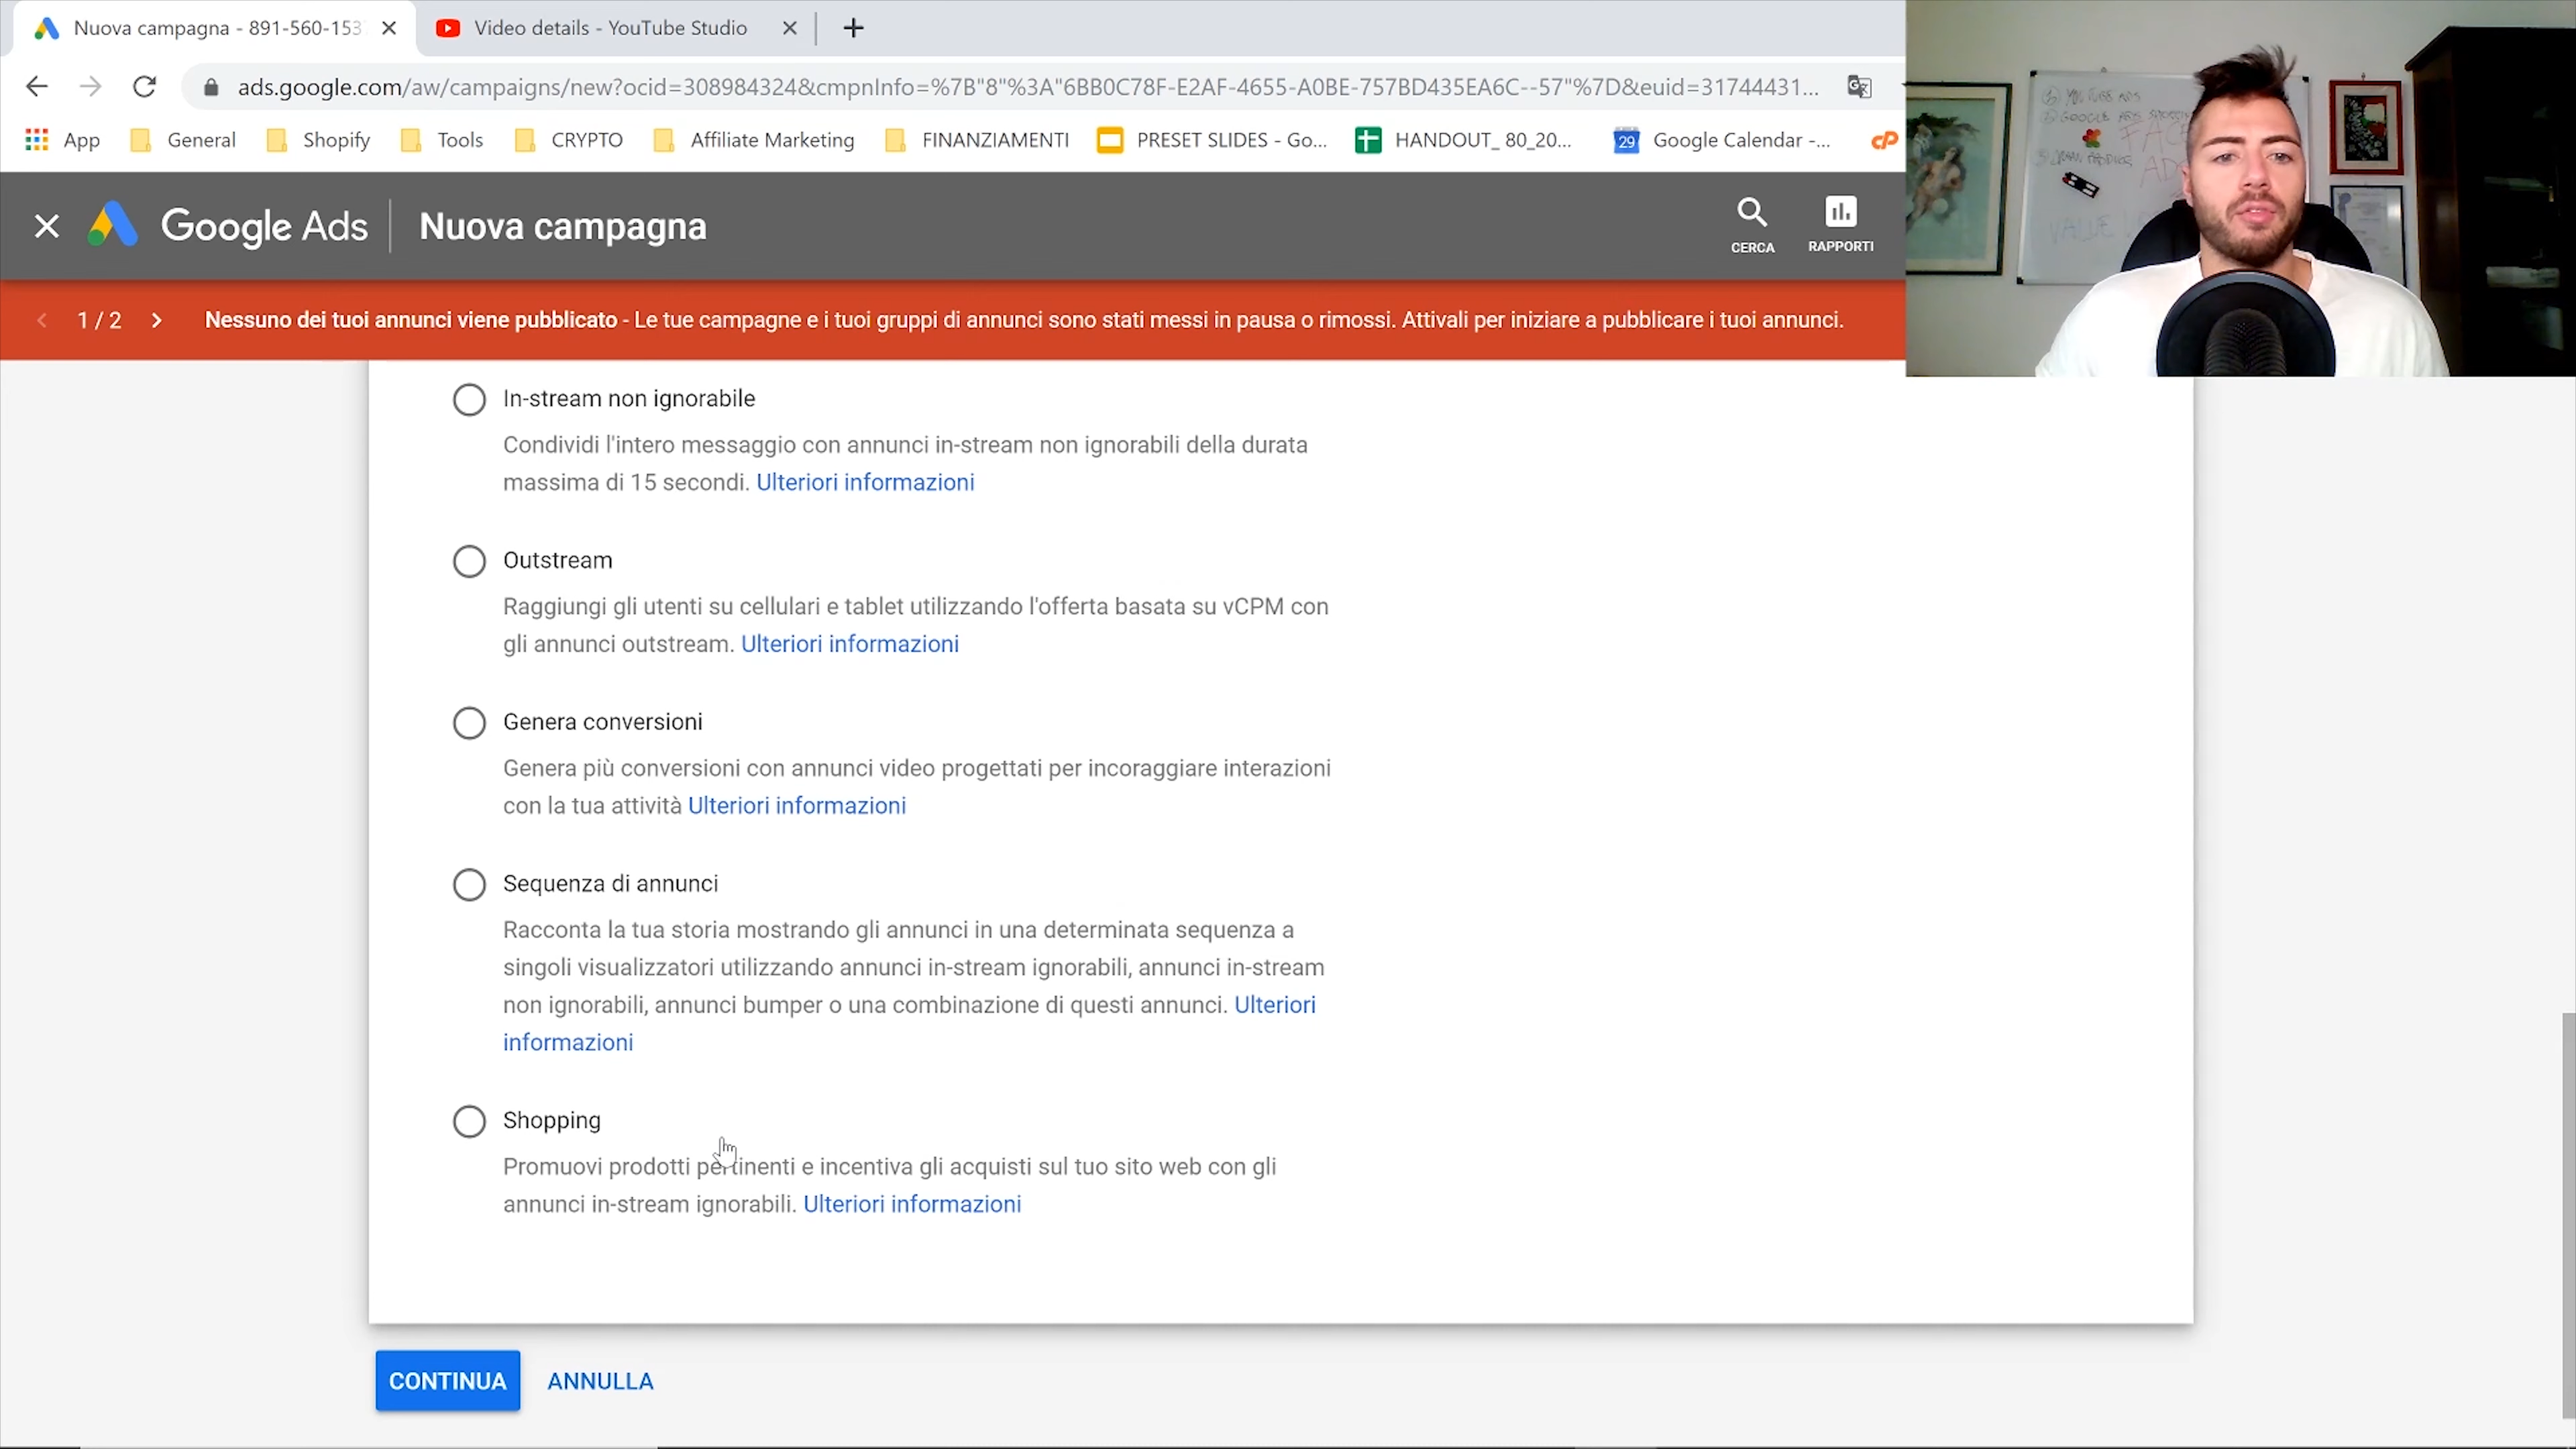 Nuova campagna - 891-560-153
Video details - YouTube Studio
ads.google.com/aw/campaigns/new?ocid=308984324&cmpnInfo=%7B"8"%3A"6BB0C78F-E2AF-4655-A0BE-757BD435EA6C--57"%7D&euid=31744431...
App
General
Shopify
Tools
CRYPTO
Affiliate Marketing
FINANZIAMENTI
PRESET SLIDES - Go...
HANDOUT_ 80_20...
29
Google Calendar -...
Google Ads
Nuova campagna
CERCA
RAPPORTI
1 / 2
Nessuno dei tuoi annunci viene pubblicato - Le tue campagne e i tuoi gruppi di annunci sono stati messi in pausa o rimossi. Attivali per iniziare a pubblicare i tuoi annunci.
In-stream non ignorabile
Condividi l'intero messaggio con annunci in-stream non ignorabili della durata
massima di 15 secondi. Ulteriori informazioni
Outstream
Raggiungi gli utenti su cellulari e tablet utilizzando l'offerta basata su vCPM con
gli annunci outstream. Ulteriori informazioni
Genera conversioni
Genera più conversioni con annunci video progettati per incoraggiare interazioni
con la tua attività Ulteriori informazioni
Sequenza di annunci
Racconta la tua storia mostrando gli annunci in una determinata sequenza a
singoli visualizzatori utilizzando annunci in-stream ignorabili, annunci in-stream
non ignorabili, annunci bumper o una combinazione di questi annunci. Ulteriori
informazioni
Shopping
Promuovi prodotti pertinenti e incentiva gli acquisti sul tuo sito web con gli
annunci in-stream ignorabili. Ulteriori informazioni
CONTINUA
ANNULLA